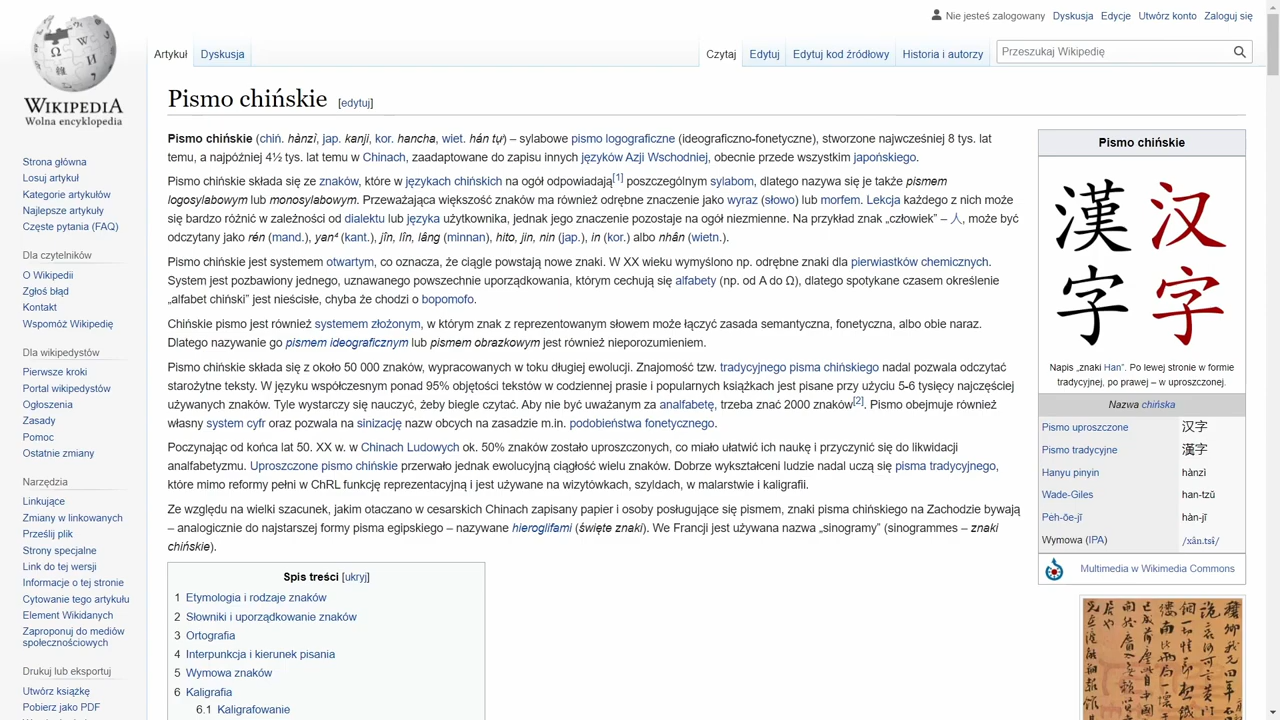 Nie jesteś zalogowany Dyskusja Edycje Utwórz konto Zaloguj się
Artykuł Dyskusja Czytaj Edytuj Edytuj kod źródłowy Historia i autorzy Przeszukaj Wikipedię
WIKIPEDIA
Wolna encyklopedia
Strona główna
Losuj artykuł
Kategorie artykułów
Najlepsze artykuły
Częste pytania (FAQ)
Dla czytelników
O Wikipedii
Zgłoś błąd
Kontakt
Wspomóż Wikipedię
Dla wikipedystów
Pierwsze kroki
Portal wikipedystów
Ogłoszenia
Zasady
Pomoc
Ostatnie zmiany
Narzędzia
Linkujące
Zmiany w linkowanych
Prześlij plik
Strony specjalne
Link do tej wersji
Informacje o tej stronie
Cytowanie tego artykułu
Element Wikidanych
Zaproponuj do mediów
społecznościowych
Drukuj lub eksportuj
Utwórz książkę
Pobierz jako PDF
Pismo chińskie [edytuj]
Pismo chińskie (chiń. hànzì, jap. kanji, kor. hancha, wiet. hán tự) – sylabowe pismo logograficzne (ideograficzno-fonetyczne), stworzone najwcześniej 8 tys. lat
temu, a najpóźniej 4½ tys. lat temu w Chinach, zaadaptowane do zapisu innych języków Azji Wschodniej, obecnie przede wszystkim japońskiego.
Pismo chińskie składa się ze znaków, które w językach chińskich na ogół odpowiadają[1] poszczególnym sylabom, dlatego nazywa się je także pismem
logosylabowym lub monosylabowym. Przeważająca większość znaków ma również odrębne znaczenie jako wyraz (słowo) lub morfem. Lekcja każdego z nich może
się bardzo różnić w zależności od dialektu lub języka użytkownika, jednak jego znaczenie pozostaje na ogół niezmienne. Na przykład znak „człowiek” – 人, może być
odczytany jako rén (mand.), yan⁴ (kant.), jîn, lîn, lâng (minnan), hito, jin, nin (jap.), in (kor.) albo nhân (wietn.).
Pismo chińskie jest systemem otwartym, co oznacza, że ciągle powstają nowe znaki. W XX wieku wymyślono np. odrębne znaki dla pierwiastków chemicznych.
System jest pozbawiony jednego, uznawanego powszechnie uporządkowania, którym cechują się alfabety (np. od A do Ω), dlatego spotykane czasem określenie
„alfabet chiński” jest nieścisłe, chyba że chodzi o bopomofo.
Chińskie pismo jest również systemem złożonym, w którym znak z reprezentowanym słowem może łączyć zasada semantyczna, fonetyczna, albo obie naraz.
Dlatego nazywanie go pismem ideograficznym lub pismem obrazkowym jest również nieporozumieniem.
Pismo chińskie składa się z około 50 000 znaków, wypracowanych w toku długiej ewolucji. Znajomość tzw. tradycyjnego pisma chińskiego nadal pozwala odczytać
starożytne teksty. W języku współczesnym ponad 95% objętości tekstów w codziennej prasie i popularnych książkach jest pisane przy użyciu 5-6 tysięcy najczęściej
używanych znaków. Tyle wystarczy się nauczyć, żeby biegle czytać. Aby nie być uważanym za analfabetę, trzeba znać 2000 znaków[2]. Pismo obejmuje również
własny system cyfr oraz pozwala na sinizację nazw obcych na zasadzie m.in. podobieństwa fonetycznego.
Poczynając od końca lat 50. XX w. w Chinach Ludowych ok. 50% znaków zostało uproszczonych, co miało ułatwić ich naukę i przyczynić się do likwidacji
analfabetyzmu. Uproszczone pismo chińskie przerwało jednak ewolucyjną ciągłość wielu znaków. Dobrze wykształceni ludzie nadal uczą się pisma tradycyjnego,
które mimo reformy pełni w ChRL funkcję reprezentacyjną i jest używane na wizytówkach, szyldach, w malarstwie i kaligrafii.
Ze względu na wielki szacunek, jakim otaczano w cesarskich Chinach zapisany papier i osoby posługujące się pismem, znaki pisma chińskiego na Zachodzie bywają
– analogicznie do najstarszej formy pisma egipskiego – nazywane hieroglifami (święte znaki). We Francji jest używana nazwa „sinogramy” (sinogrammes – znaki
chińskie).
Spis treści [ukryj]
1 Etymologia i rodzaje znaków
2 Słowniki i uporządkowanie znaków
3 Ortografia
4 Interpunkcja i kierunek pisania
5 Wymowa znaków
6 Kaligrafia
6.1 Kaligrafowanie
Pismo chińskie
漢 汉
字 字
Napis „znaki Han”. Po lewej stronie w formie
tradycyjnej, po prawej – w uproszczonej.
Nazwa chińska
Pismo uproszczone 汉字
Pismo tradycyjne 漢字
Hanyu pinyin hànzì
Wade-Giles han-tzŭ
Pe̍h-ōe-jī hàn-jī
Wymowa (IPA)
Multimedia w Wikimedia Commons